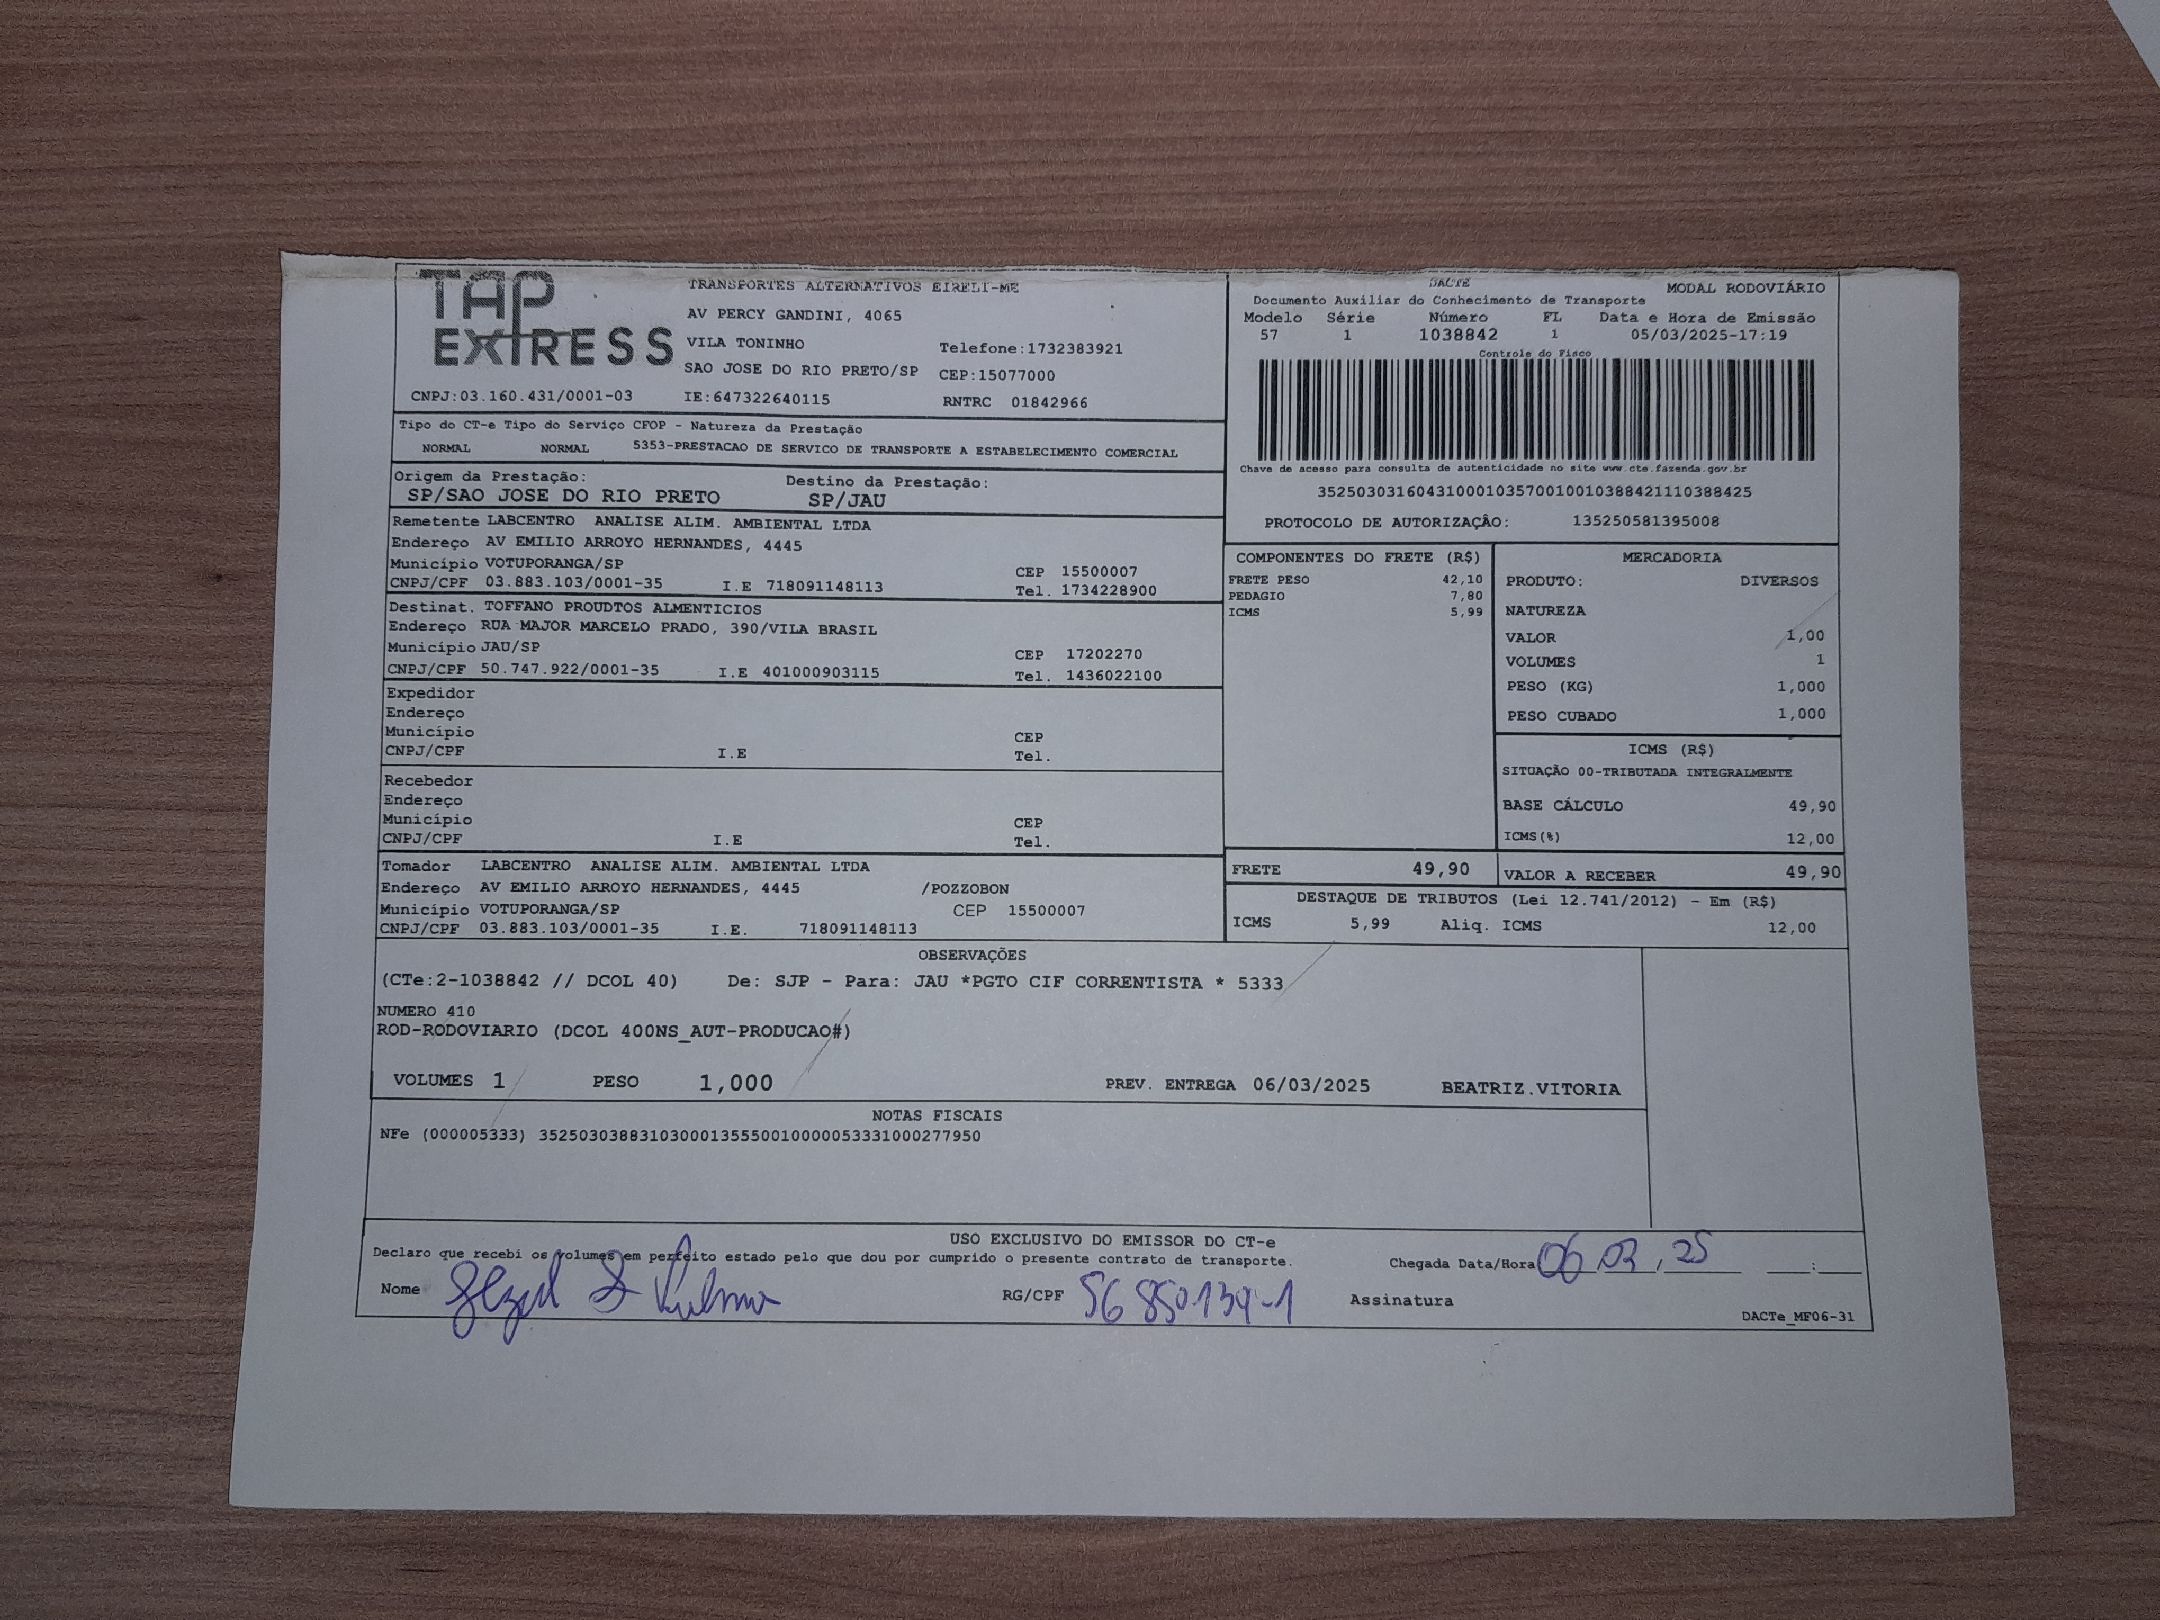 TAP
EXPRESS
TRANSPORTES ALTERNATIVOS EIRELI-ME
AV PERCY GANDINI, 4065
VILA TONINHO Telefone:1732383921
SAO JOSE DO RIO PRETO/SP CEP:15077000
CNPJ:03.160.431/0001-03 IE:647322640115 RNTRC 01842966
DACTE MODAL RODOVIÁRIO
Documento Auxiliar do Conhecimento de Transporte
Modelo Série Número FL Data e Hora de Emissão
57 1 1038842 1 05/03/2025-17:19
Controle do Fisco
Chave de acesso para consulta de autenticidade no site www.cte.fazenda.gov.br
35250303160431000103570010010388421110388425
PROTOCOLO DE AUTORIZAÇÃO: 135250581395008
Tipo do CT-e Tipo do Serviço CFOP - Natureza da Prestação
NORMAL NORMAL 5353-PRESTACAO DE SERVICO DE TRANSPORTE A ESTABELECIMENTO COMERCIAL
Origem da Prestação: Destino da Prestação:
SP/SAO JOSE DO RIO PRETO SP/JAU
Remetente LABCENTRO ANALISE ALIM. AMBIENTAL LTDA
Endereço AV EMILIO ARROYO HERNANDES, 4445
Município VOTUPORANGA/SP CEP 15500007
CNPJ/CPF 03.883.103/0001-35 I.E 718091148113 Tel. 1734228900
Destinat. TOFFANO PROUDTOS ALMENTICIOS
Endereço RUA MAJOR MARCELO PRADO, 390/VILA BRASIL
Município JAU/SP CEP 17202270
CNPJ/CPF 50.747.922/0001-35 I.E 401000903115 Tel. 1436022100
Expedidor
Endereço
Município CEP
CNPJ/CPF I.E Tel.
Recebedor
Endereço
Município CEP
CNPJ/CPF I.E Tel.
Tomador LABCENTRO ANALISE ALIM. AMBIENTAL LTDA
Endereço AV EMILIO ARROYO HERNANDES, 4445 /POZZOBON
Município VOTUPORANGA/SP CEP 15500007
CNPJ/CPF 03.883.103/0001-35 I.E. 718091148113
COMPONENTES DO FRETE (R$)
FRETE PESO 42,10
PEDAGIO 7,80
ICMS 5,99
MERCADORIA
PRODUTO: DIVERSOS
NATUREZA
VALOR 1,00
VOLUMES 1
PESO (KG) 1,000
PESO CUBADO 1,000
ICMS (R$)
SITUAÇÃO 00-TRIBUTADA INTEGRALMENTE
BASE CÁLCULO 49,90
ICMS(%) 12,00
FRETE 49,90 VALOR A RECEBER 49,90
DESTAQUE DE TRIBUTOS (Lei 12.741/2012) - Em (R$)
ICMS 5,99 Aliq. ICMS 12,00
OBSERVAÇÕES
(CTe:2-1038842 // DCOL 40) De: SJP - Para: JAU *PGTO CIF CORRENTISTA * 5333
NUMERO 410
ROD-RODOVIARIO (DCOL 400NS_AUT-PRODUCAO#)
VOLUMES 1 PESO 1,000 PREV. ENTREGA 06/03/2025 BEATRIZ.VITORIA
NOTAS FISCAIS
NFe (000005333) 35250303883103000135550010000053331000277950
USO EXCLUSIVO DO EMISSOR DO CT-e
Declaro que recebi os volumes em perfeito estado pelo que dou por cumprido o presente contrato de transporte. Chegada Data/Hora 06 03, 25 __:__
Nome RG/CPF 56 850139-1 Assinatura
DACTe_MF06-31